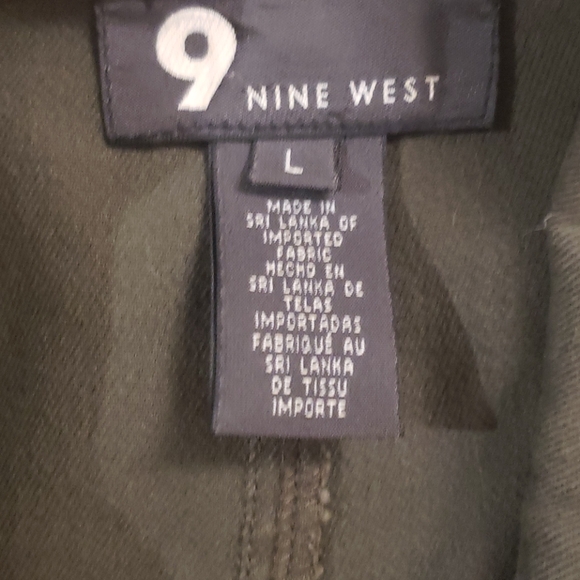 9 NINE WEST
L
MADE IN
SRI LANKA OF
IMPORTED
FABRIC
HECHO EN
SRI LANKA DE
TELAS
IMPORTADAS
FABRIQUÉ AU
SRI LANKA
DE TISSU
IMPORTE